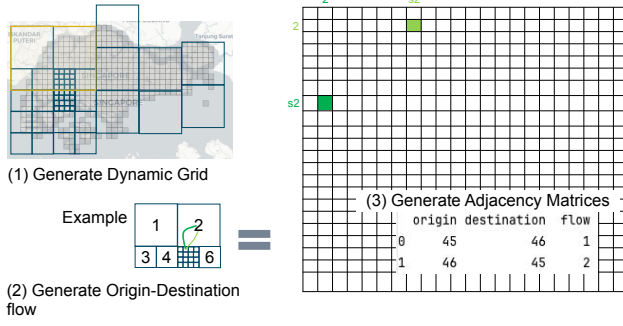 ISKANDAR
PUTERI
Tanjung Surat
SINGAPORE
SINGAPORE
(1) Generate Dynamic Grid
Example
1 2
3 4 6
(2) Generate Origin-Destination
flow
2 s2
2
s2
(3) Generate Adjacency Matrices
origin destination flow
0 45 46 1
1 46 45 2